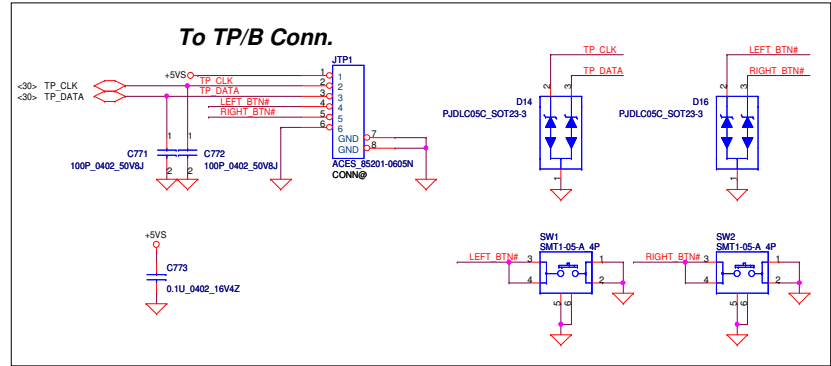 To TP/B Conn.
JTP1
+5VS
1
1
<30> TP_CLK
TP_CLK
2
2
<30> TP_DATA
TP_DATA
3
3
LEFT_BTN#
4
4
RIGHT_BTN#
5
5
6
6
GND
7
GND
8
ACES_85201-0605N
CONN@
1
1
C771
C772
100P_0402_50V8J
100P_0402_50V8J
2
2
+5VS
C773
0.1U_0402_16V4Z
TP_CLK
TP_DATA
2
3
D14
PJDLC05C_SOT23-3
1
LEFT_BTN#
RIGHT_BTN#
2
3
D16
PJDLC05C_SOT23-3
1
SW1
SMT1-05-A_4P
LEFT_BTN#
3
1
4
2
5
6
SW2
SMT1-05-A_4P
RIGHT_BTN#
3
1
4
2
5
6